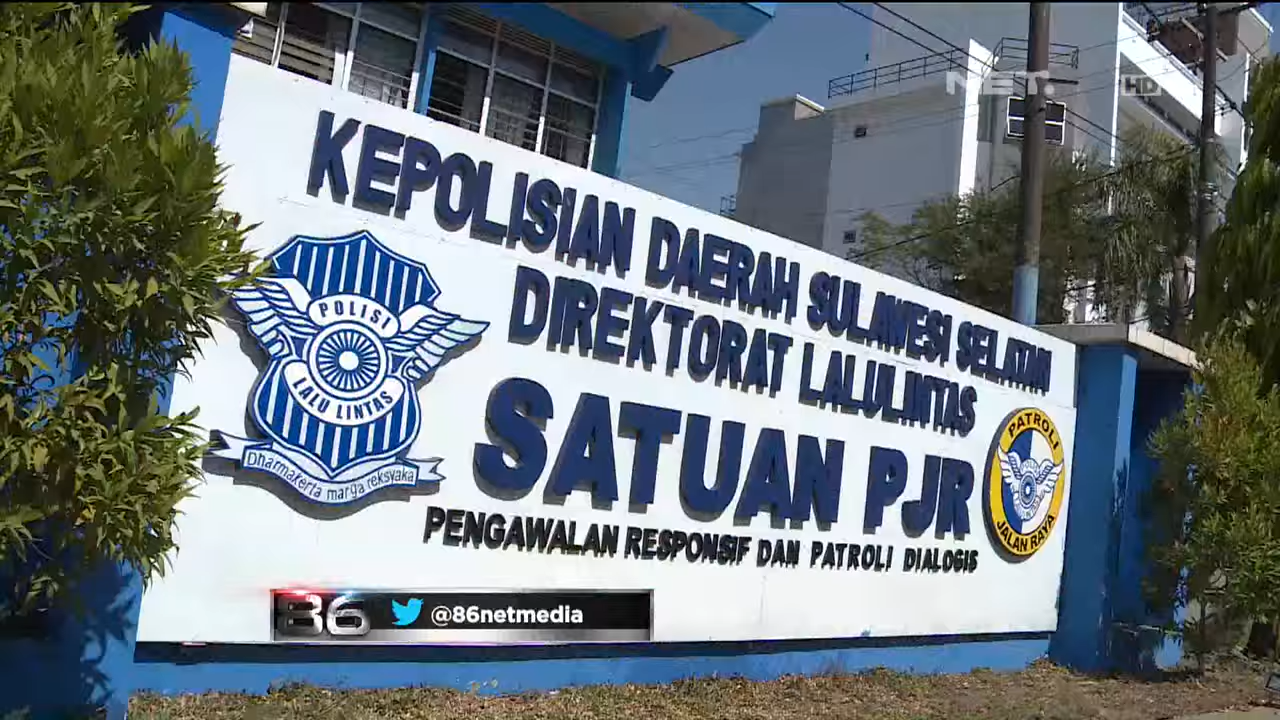 NET. HD
KEPOLISIAN DAERAH SULAWESI SELATAN
DIREKTORAT LALULINTAS
SATUAN PJR
PENGAWALAN RESPONSIF DAN PATROLI DIALOGIS
POLISI
LALU LINTAS
Dharmakerta marga reksyaka
PATROLI
JALAN RAYA
86 @86netmedia